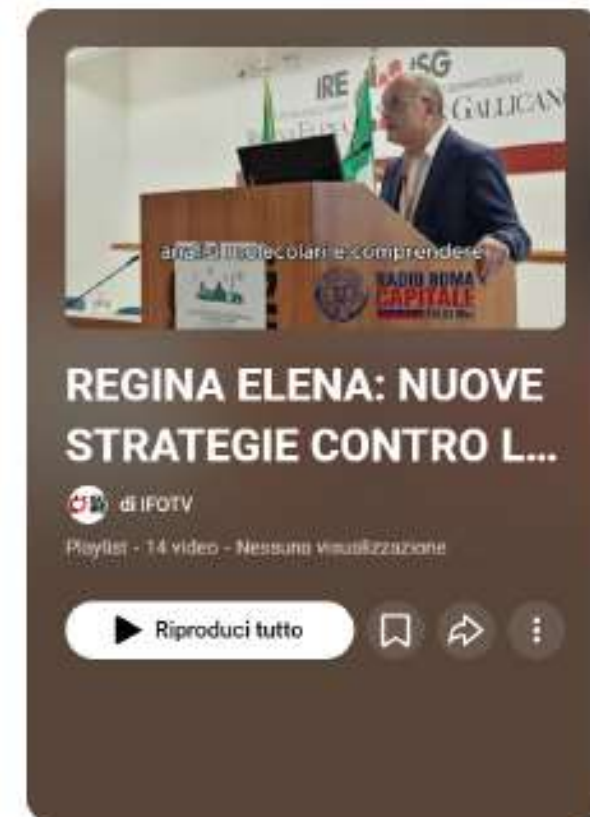 IRE ISG
GALLICANO
analisi molecolari e comprendere
RADIO ROMA
CAPITALE
REGINA ELENA: NUOVE
STRATEGIE CONTRO L...
di IFOTV
Playlist - 14 video - Nessuna visualizzazione
Riproduci tutto